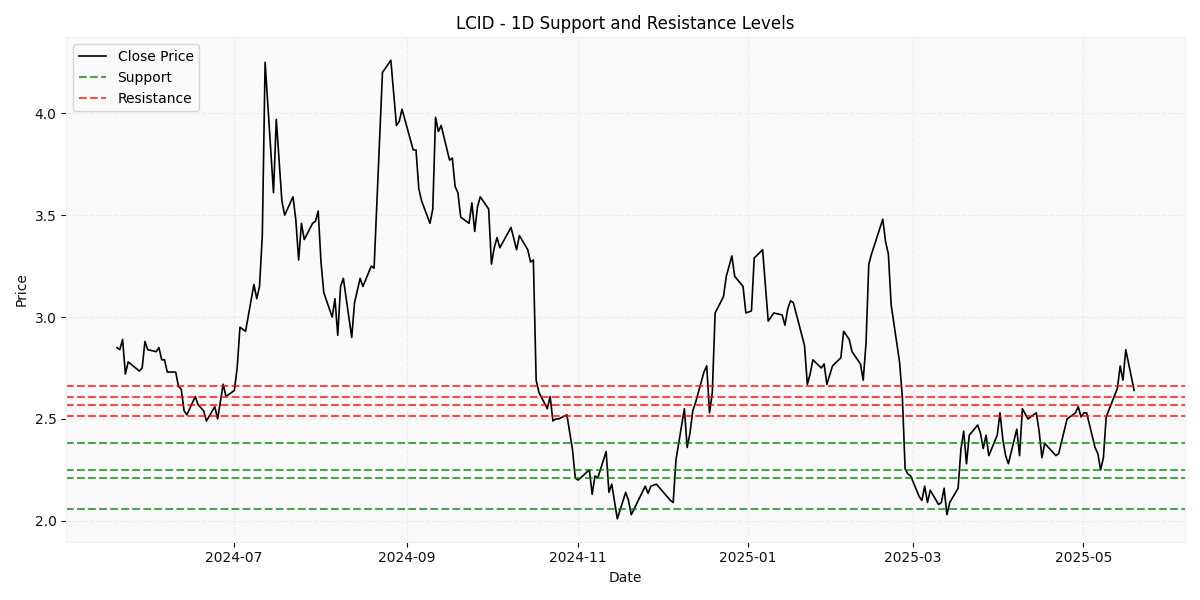 LCID - 1D Support and Resistance Levels
Close Price
Support
Resistance
Price
4.0
3.5
3.0
2.5
2.0
2024-07
2024-09
2024-11
2025-01
2025-03
2025-05
Date